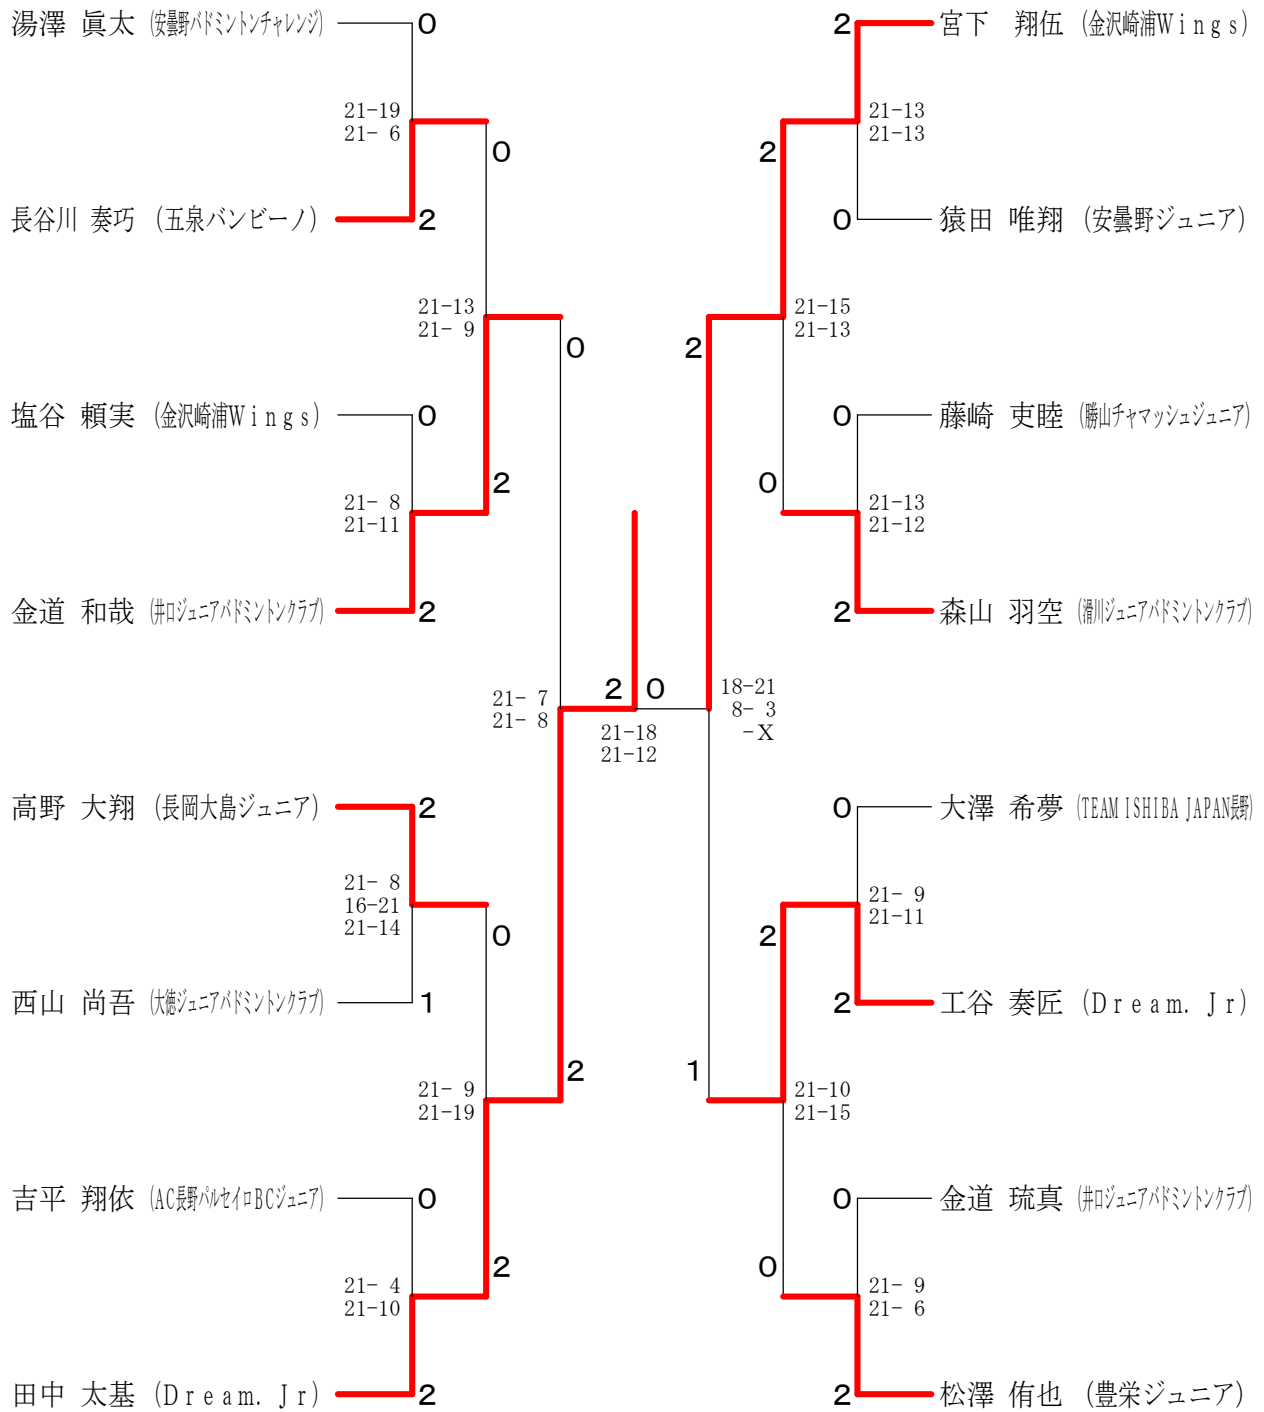 湯澤 眞太 (安曇野バドミントンチャレンジ) 0
21-19
21- 6
0
長谷川 奏巧 (五泉バンビーノ) 2
21-13
21- 9
0
塩谷 頼実 (金沢崎浦Wings) 0
2
21- 8
21-11
金道 和哉 (井口ジュニアバドミントンクラブ) 2
21- 7
21- 8
2 0
21-18
21-12
高野 大翔 (長岡大島ジュニア) 2
21- 8
16-21
21-14
0
西山 尚吾 (大徳ジュニアバドミントンクラブ) 1
2
21- 9
21-19
吉平 翔依 (AC長野パルセイロBCジュニア) 0
2
21- 4
21-10
田中 太基 (Dream. Jr) 2
2 宮下 翔伍 (金沢崎浦Wings)
21-13
21-13
2
0 猿田 唯翔 (安曇野ジュニア)
21-15
21-13
2
0 藤崎 吏睦 (勝山チャマッシュジュニア)
0
21-13
21-12
2 森山 羽空 (滑川ジュニアバドミントンクラブ)
18-21
8- 3
-X
0 大澤 希夢 (TEAM ISHIBA JAPAN長野)
21- 9
21-11
2
2 工谷 奏匠 (Dream. Jr)
1
21-10
21-15
0 金道 琉真 (井口ジュニアバドミントンクラブ)
0
21- 9
21- 6
2 松澤 侑也 (豊栄ジュニア)